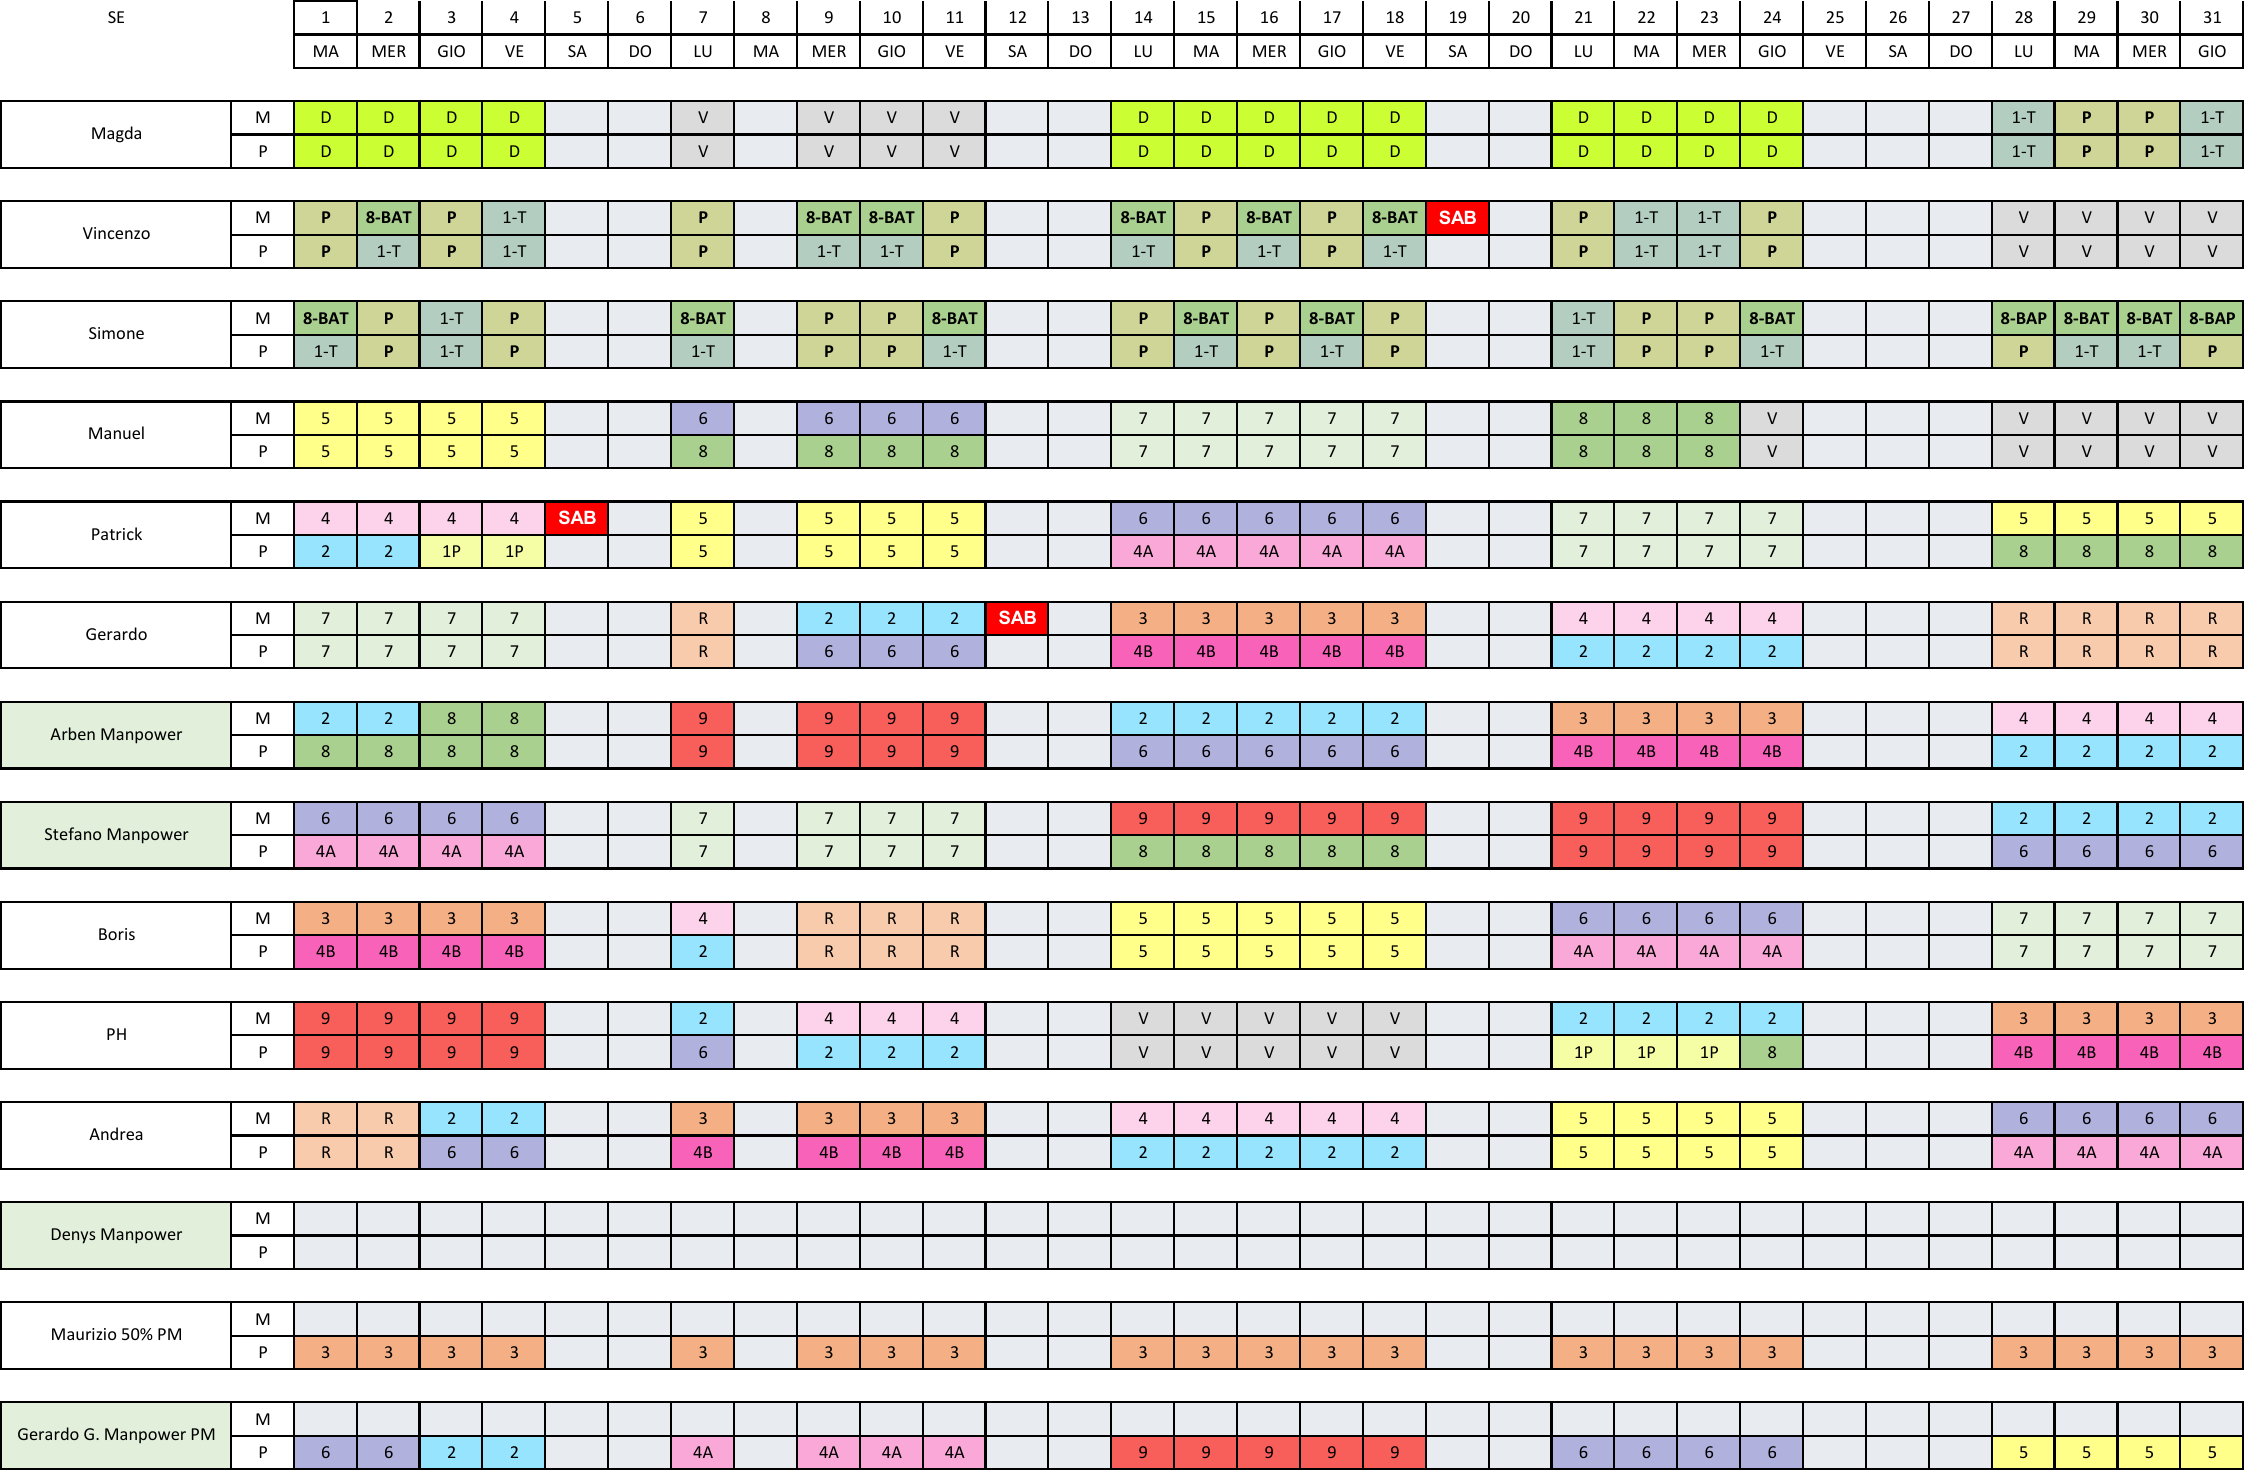 SE 1 2 3 4 5 6 7 8 9 10 11 12 13 14 15 16 17 18 19 20 21 22 23 24 25 26 27 28 29 30 31
MA MER GIO VE SA DO LU MA MER GIO VE SA DO LU MA MER GIO VE SA DO LU MA MER GIO VE SA DO LU MA MER GIO
Magda
M D D D D V V V V D D D D D D D D D 1-T P P 1-T
P D D D D V V V V D D D D D D D D D 1-T P P 1-T
Vincenzo
M P 8-BAT P 1-T P 8-BAT 8-BAT P 8-BAT P 8-BAT P 8-BAT SAB P 1-T 1-T P V V V V
P P 1-T P 1-T P 1-T 1-T P 1-T P 1-T P 1-T P 1-T 1-T P V V V V
Simone
M 8-BAT P 1-T P 8-BAT P P 8-BAT P 8-BAT P 8-BAT P 1-T P P 8-BAT 8-BAP 8-BAT 8-BAT 8-BAP
P 1-T P 1-T P 1-T P P 1-T P 1-T P 1-T P 1-T P P 1-T P 1-T 1-T P
Manuel
M 5 5 5 5 6 6 6 6 7 7 7 7 7 8 8 8 V V V V V
P 5 5 5 5 8 8 8 8 7 7 7 7 7 8 8 8 V V V V V
Patrick
M 4 4 4 4 SAB 5 5 5 5 6 6 6 6 6 7 7 7 7 5 5 5 5
P 2 2 1P 1P 5 5 5 5 4A 4A 4A 4A 4A 7 7 7 7 8 8 8 8
Gerardo
M 7 7 7 7 R 2 2 2 SAB 3 3 3 3 3 4 4 4 4 R R R R
P 7 7 7 7 R 6 6 6 4B 4B 4B 4B 4B 2 2 2 2 R R R R
Arben Manpower
M 2 2 8 8 9 9 9 9 2 2 2 2 2 3 3 3 3 4 4 4 4
P 8 8 8 8 9 9 9 9 6 6 6 6 6 4B 4B 4B 4B 2 2 2 2
Stefano Manpower
M 6 6 6 6 7 7 7 7 9 9 9 9 9 9 9 9 9 2 2 2 2
P 4A 4A 4A 4A 7 7 7 7 8 8 8 8 8 9 9 9 9 6 6 6 6
Boris
M 3 3 3 3 4 R R R 5 5 5 5 5 6 6 6 6 7 7 7 7
P 4B 4B 4B 4B 2 R R R 5 5 5 5 5 4A 4A 4A 4A 7 7 7 7
PH
M 9 9 9 9 2 4 4 4 V V V V V 2 2 2 2 3 3 3 3
P 9 9 9 9 6 2 2 2 V V V V V 1P 1P 1P 8 4B 4B 4B 4B
Andrea
M R R 2 2 3 3 3 3 4 4 4 4 4 5 5 5 5 6 6 6 6
P R R 6 6 4B 4B 4B 4B 2 2 2 2 2 5 5 5 5 4A 4A 4A 4A
Denys Manpower
M
P
Maurizio 50% PM
M
P 3 3 3 3 3 3 3 3 3 3 3 3 3 3 3 3 3 3 3 3 3
Gerardo G. Manpower PM
M
P 6 6 2 2 4A 4A 4A 4A 9 9 9 9 9 6 6 6 6 5 5 5 5